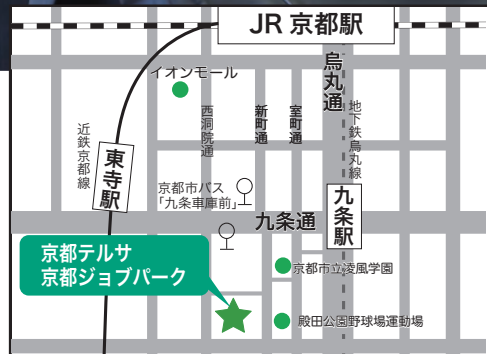 JR 京都駅
イオンモール
烏丸通
地下鉄烏丸線
西洞院通
新町通
室町通
近鉄京都線
東寺駅
京都市バス
「九条車庫前」
九条通
九条駅
京都テルサ
京都ジョブパーク
京都市立凌風学園
殿田公園野球場運動場